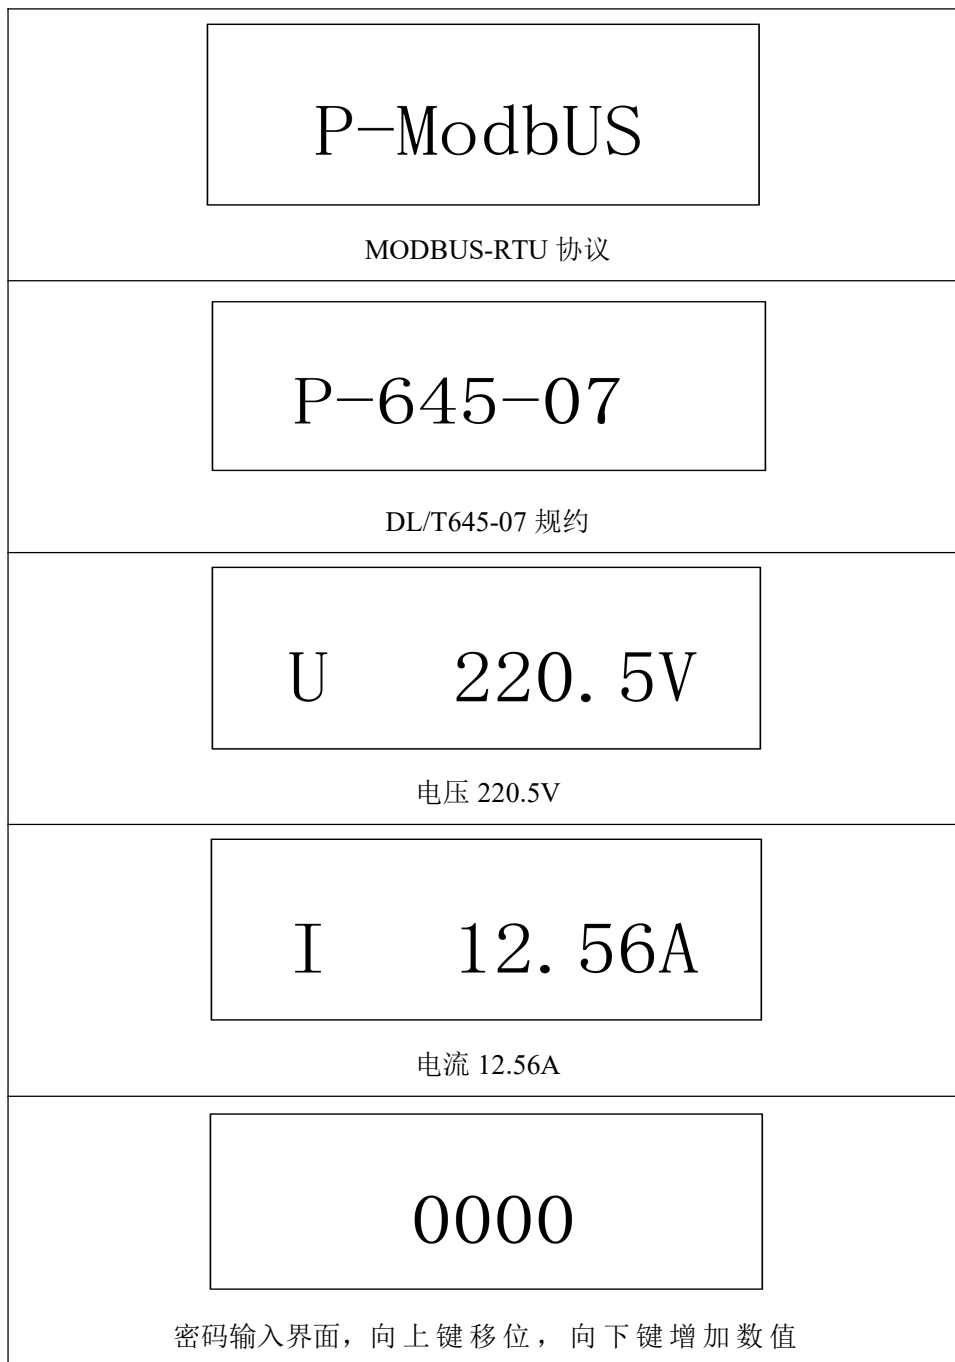 P-ModbUS
MODBUS-RTU 协议
P-645-07
DL/T645-07 规约
U 220.5V
电压 220.5V
I 12.56A
电流 12.56A
0000
密码输入界面，向上键移位，向下键增加数值